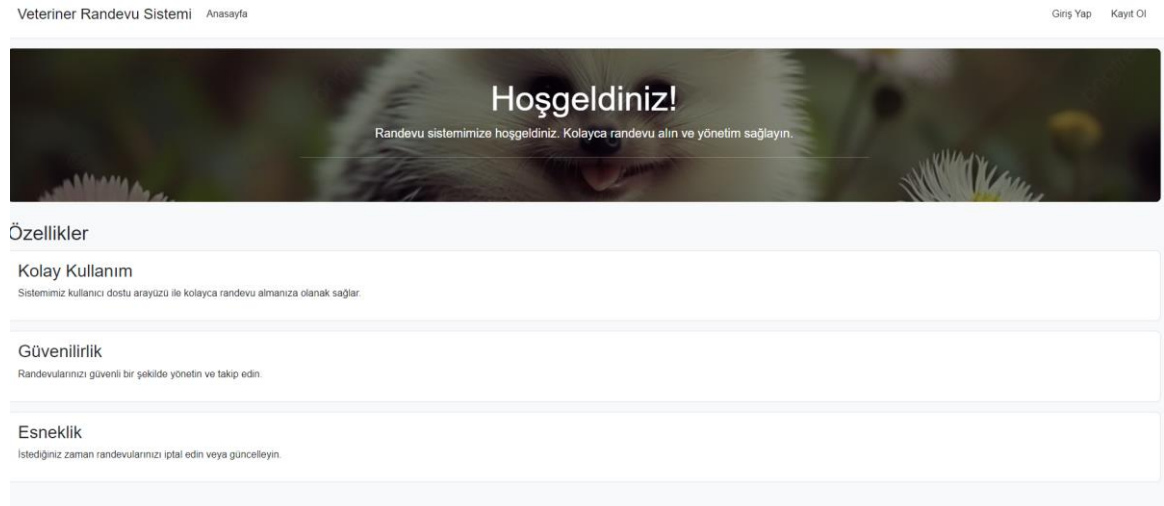 Veteriner Randevu Sistemi Anasayfa Giriş Yap Kayıt Ol
Hoşgeldiniz!
Randevu sistemimize hoşgeldiniz. Kolayca randevu alın ve yönetim sağlayın.
Özellikler
Kolay Kullanım
Sistemimiz kullanıcı dostu arayüzü ile kolayca randevu almanıza olanak sağlar.
Güvenilirlik
Randevularınızı güvenli bir şekilde yönetin ve takip edin.
Esneklik
İstediğiniz zaman randevularınızı iptal edin veya güncelleyin.